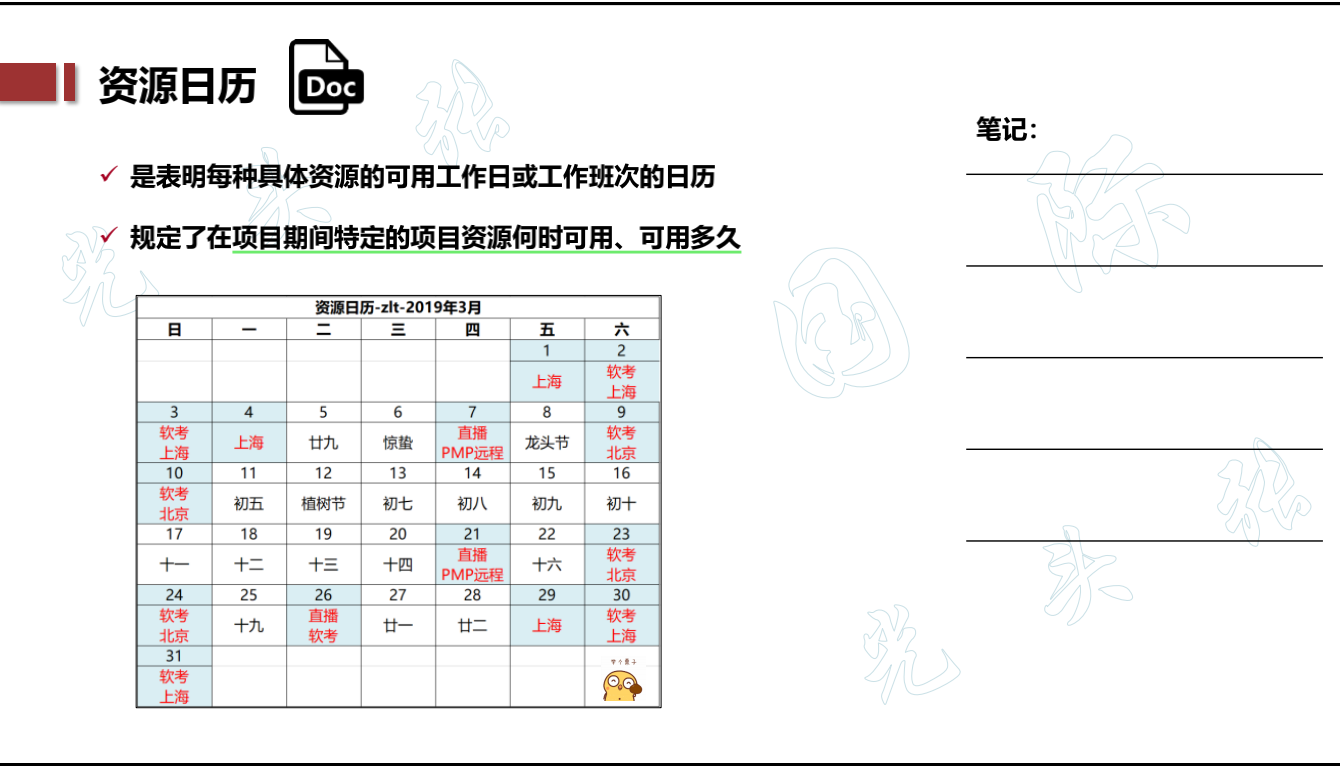 资源日历
Doc
笔记：
是表明每种具体资源的可用工作日或工作班次的日历
规定了在项目期间特定的项目资源何时可用、可用多久
资源日历-zlt-2019年3月
日 一 二 三 四 五 六
1 2
上海 软考
上海
3 4 5 6 7 8 9
软考 上海 廿九 惊蛰 直播 龙头节 软考
上海 PMP远程 北京
10 11 12 13 14 15 16
软考 初五 植树节 初七 初八 初九 初十
北京
17 18 19 20 21 22 23
十一 十二 十三 十四 直播 十六 软考
PMP远程 北京
24 25 26 27 28 29 30
软考 十九 直播 廿一 廿二 上海 软考
北京 软考 上海
31
软考
上海